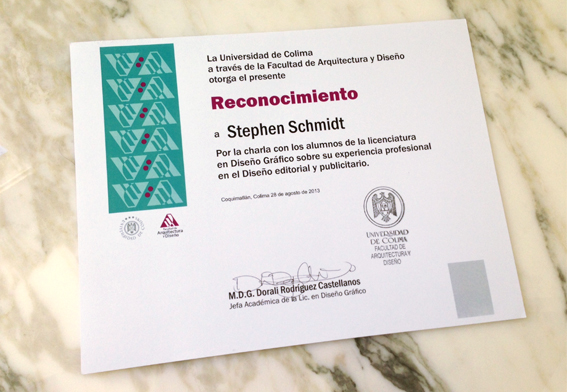 La Universidad de Colima
a través de la Facultad de Arquitectura y Diseño
otorga el presente
Reconocimiento
a Stephen Schmidt
Por la charla con los alumnos de la licenciatura
en Diseño Gráfico sobre su experiencia profesional
en el Diseño editorial y publicitario.
Coquimatlán, Colima 28 de agosto de 2013
Arquitectura
y Diseño
UNIVERSIDAD
DE COLIMA
FACULTAD DE
ARQUITECTURA Y
DISEÑO
M.D.G. Dorali Rodríguez Castellanos
Jefa Académica de la Lic. en Diseño Gráfico